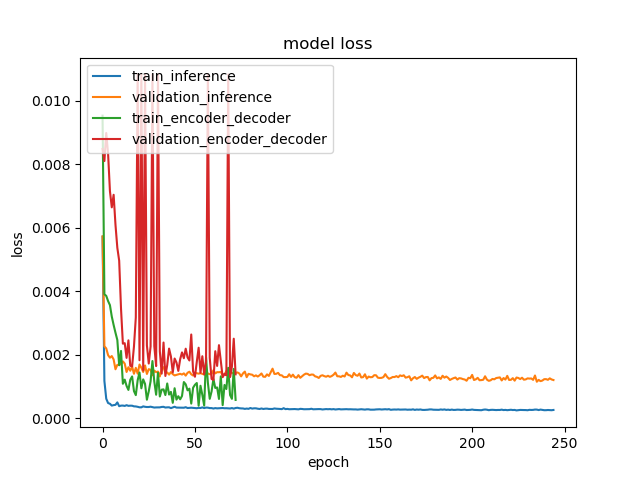 model loss
train_inference
validation_inference
train_encoder_decoder
validation_encoder_decoder
0.010
0.008
0.006
0.004
0.002
0.000
loss
0 50 100 150 200 250
epoch